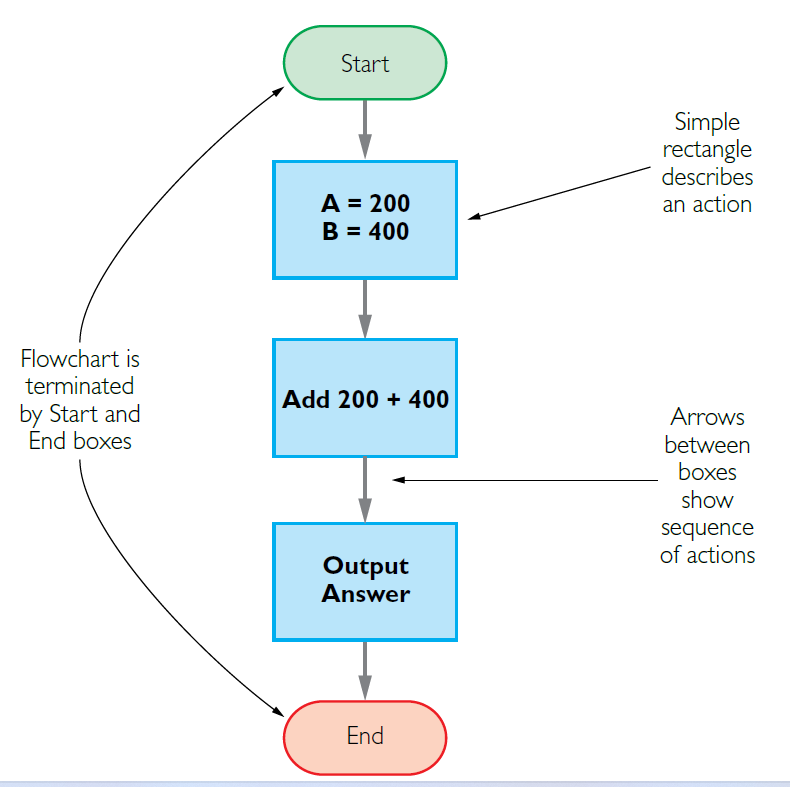 Start
Simple
rectangle
describes
an action
A = 200
B = 400
Flowchart is
terminated
by Start and
End boxes
Add 200 + 400
Arrows
between
boxes
show
sequence
of actions
Output
Answer
End